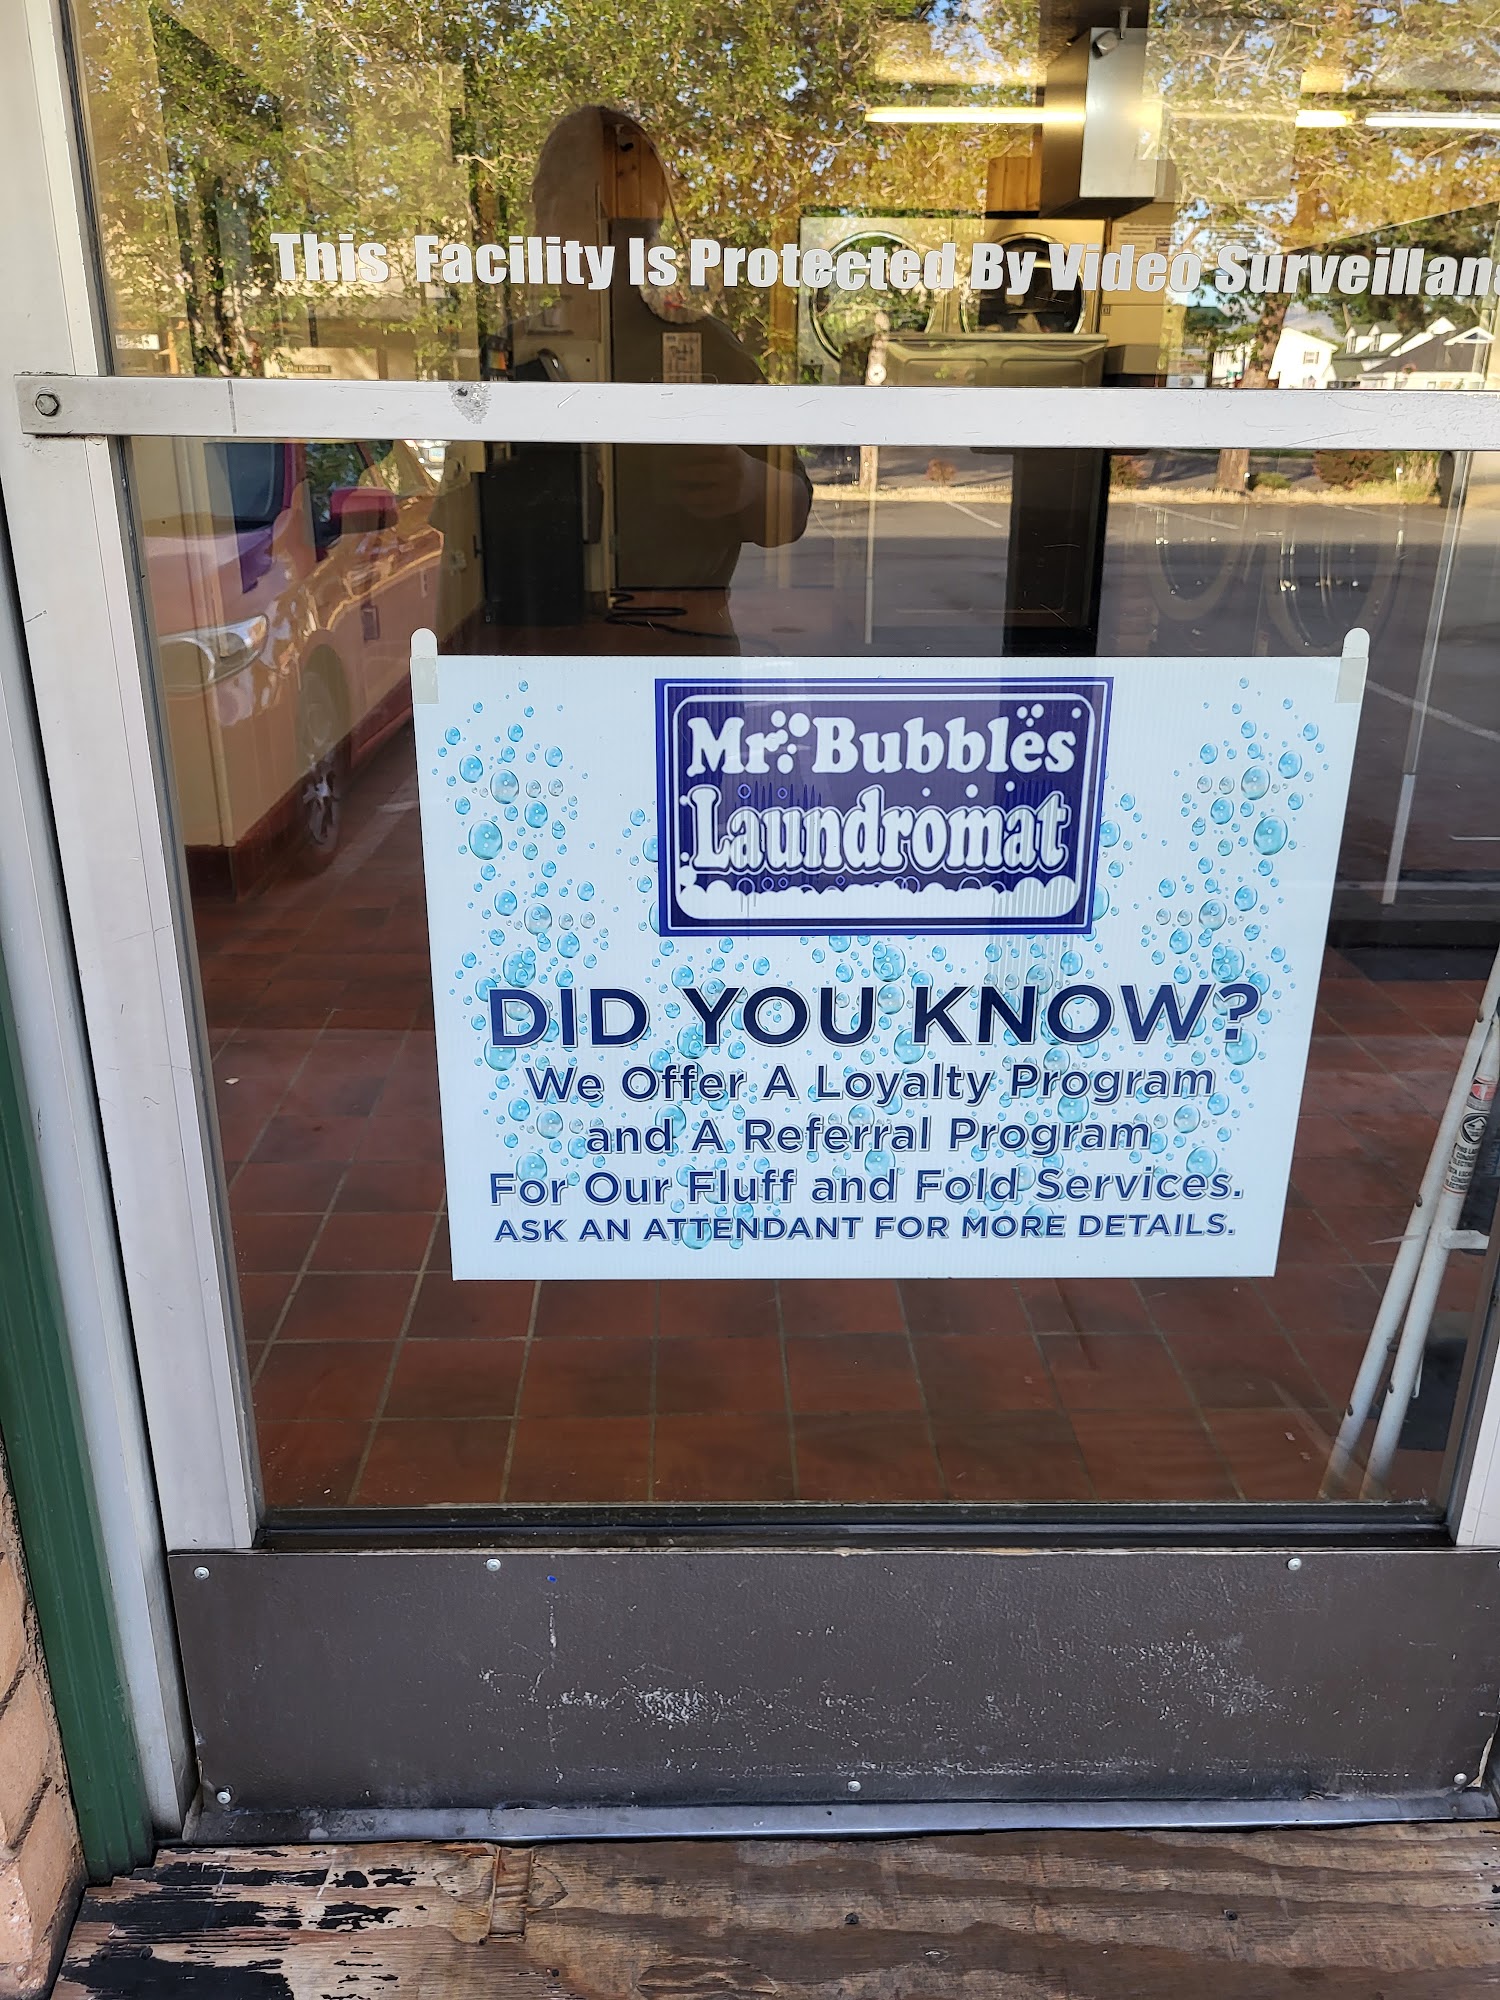 This Facility Is Protected By Video Surveillan
Mr. Bubbles
Laundromat
DID YOU KNOW?
We Offer A Loyalty Program
and A Referral Program
For Our Fluff and Fold Services.
ASK AN ATTENDANT FOR MORE DETAILS.